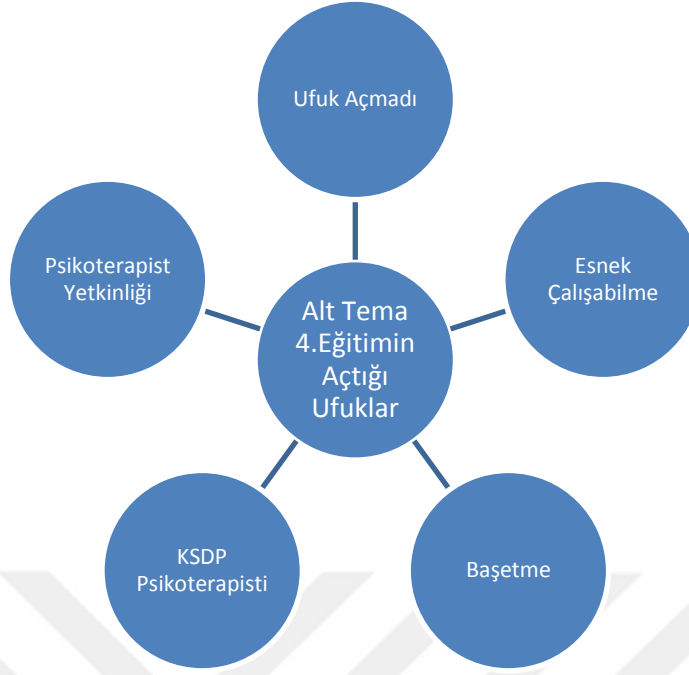 Ufuk Açmadı
Psikoterapist
Yetkinliği
Esnek
Çalışabilme
Alt Tema
4.Eğitimin
Açtığı
Ufuklar
KSDP
Psikoterapisti
Başetme